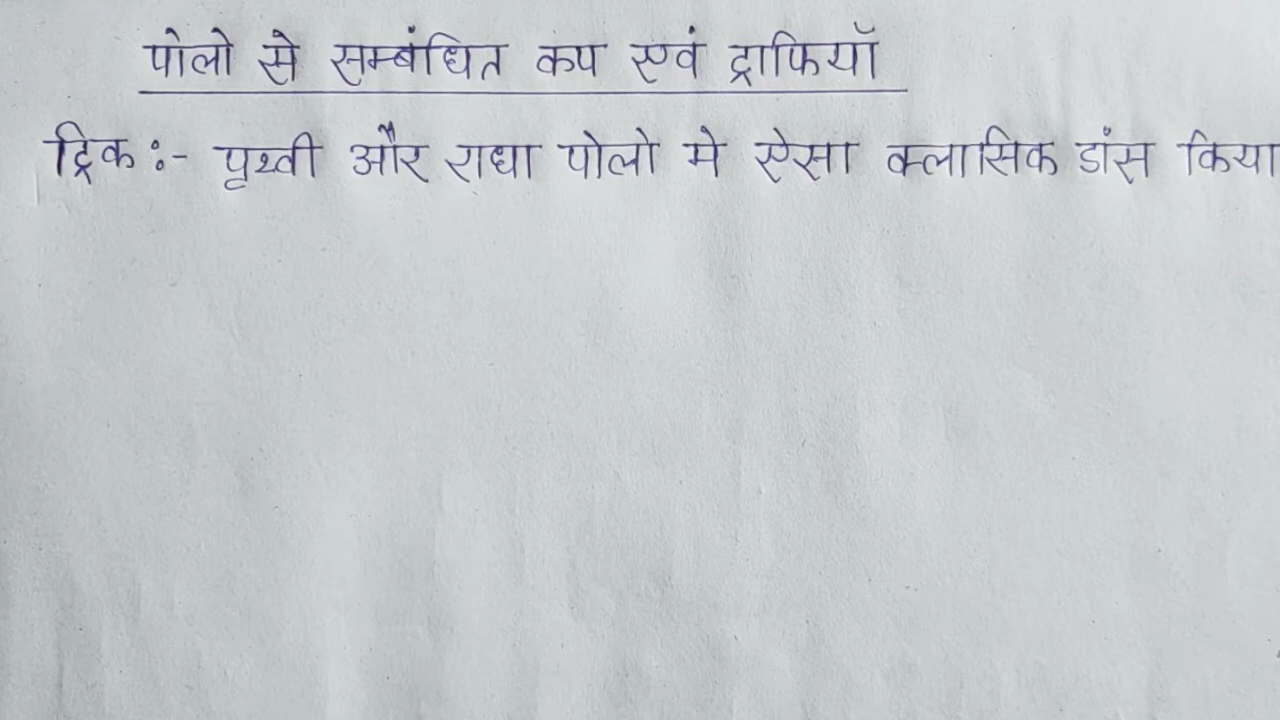 पोलो से सम्बंधित कप एवं ट्राफियॉ
ट्रिक :- पृथ्वी और राधा पोलो मे ऐसा क्लासिक डांस किया